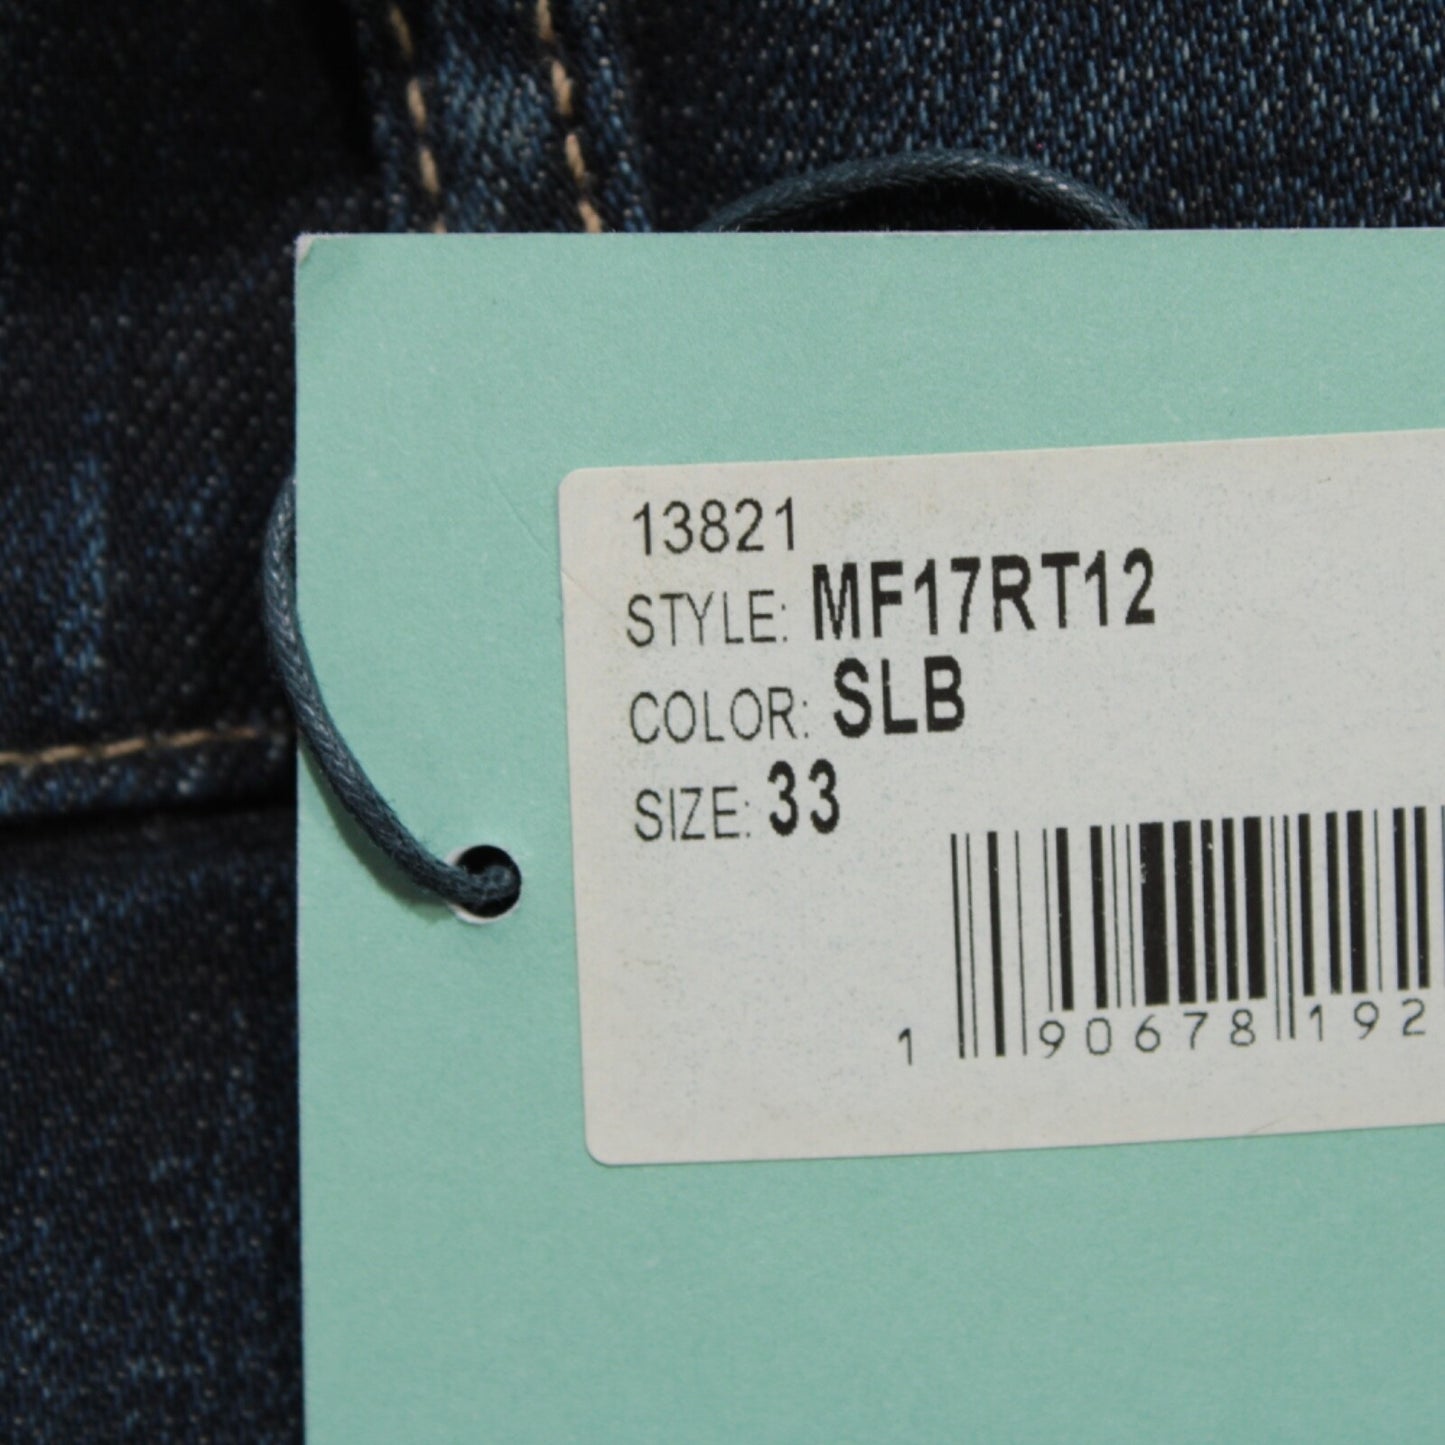 13821
STYLE: MF17RT12
COLOR: SLB
SIZE: 33
1 90678 192